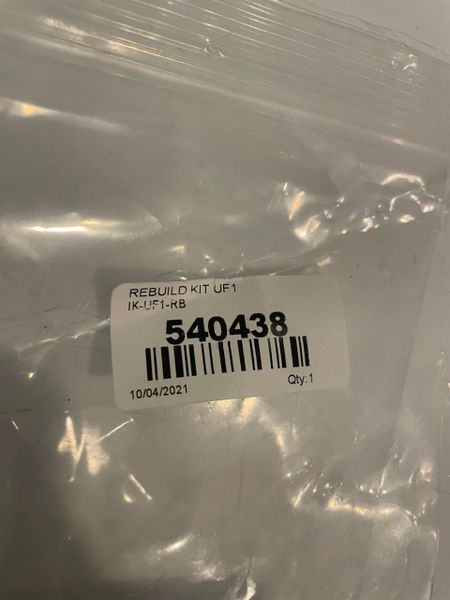 REBUILD KIT UF1
IK-UF1-RB
540438
10/04/2021 Qty:1